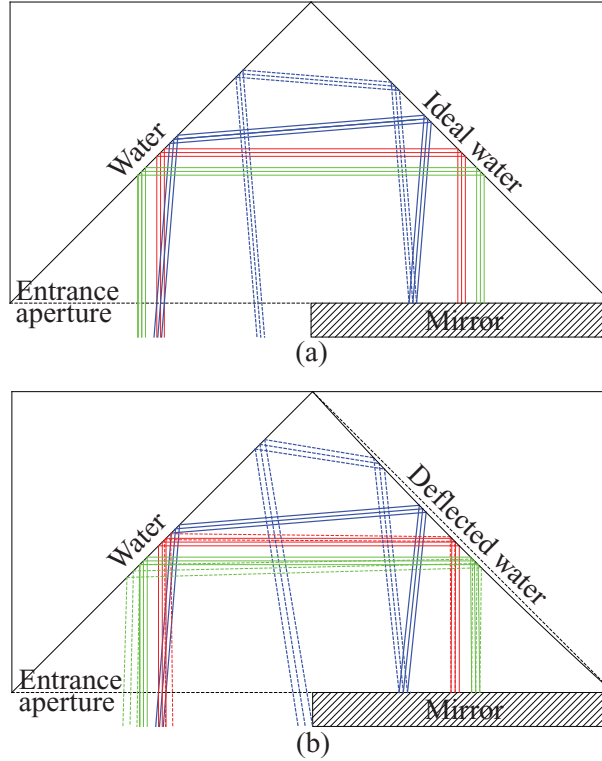 Water
Ideal water
Entrance
aperture
Mirror
(a)
Water
Deflected water
Entrance
aperture
Mirror
(b)